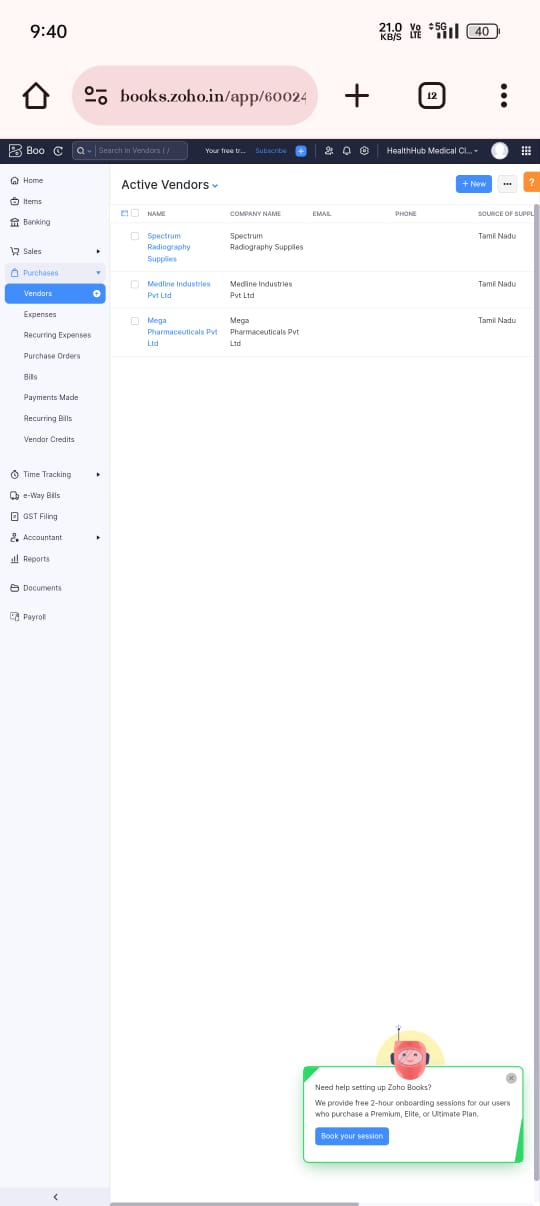 9:40
21.0 KB/S Vo LTE 5G 40
books.zoho.in/app/60024
12
Boo
Search in Vendors ( /
Your free tr... Subscribe
HealthHub Medical Cl...
Home
Items
Banking
Sales
Purchases
Vendors
Expenses
Recurring Expenses
Purchase Orders
Bills
Payments Made
Recurring Bills
Vendor Credits
Time Tracking
e-Way Bills
GST Filing
Accountant
Reports
Documents
Payroll
Active Vendors
+ New
?
NAME COMPANY NAME EMAIL PHONE SOURCE OF SUPPL
Spectrum Radiography Supplies Spectrum Radiography Supplies Tamil Nadu
Medline Industries Pvt Ltd Medline Industries Pvt Ltd Tamil Nadu
Mega Pharmaceuticals Pvt Ltd Mega Pharmaceuticals Pvt Ltd Tamil Nadu
Need help setting up Zoho Books?
We provide free 2-hour onboarding sessions for our users
who purchase a Premium, Elite, or Ultimate Plan.
Book your session